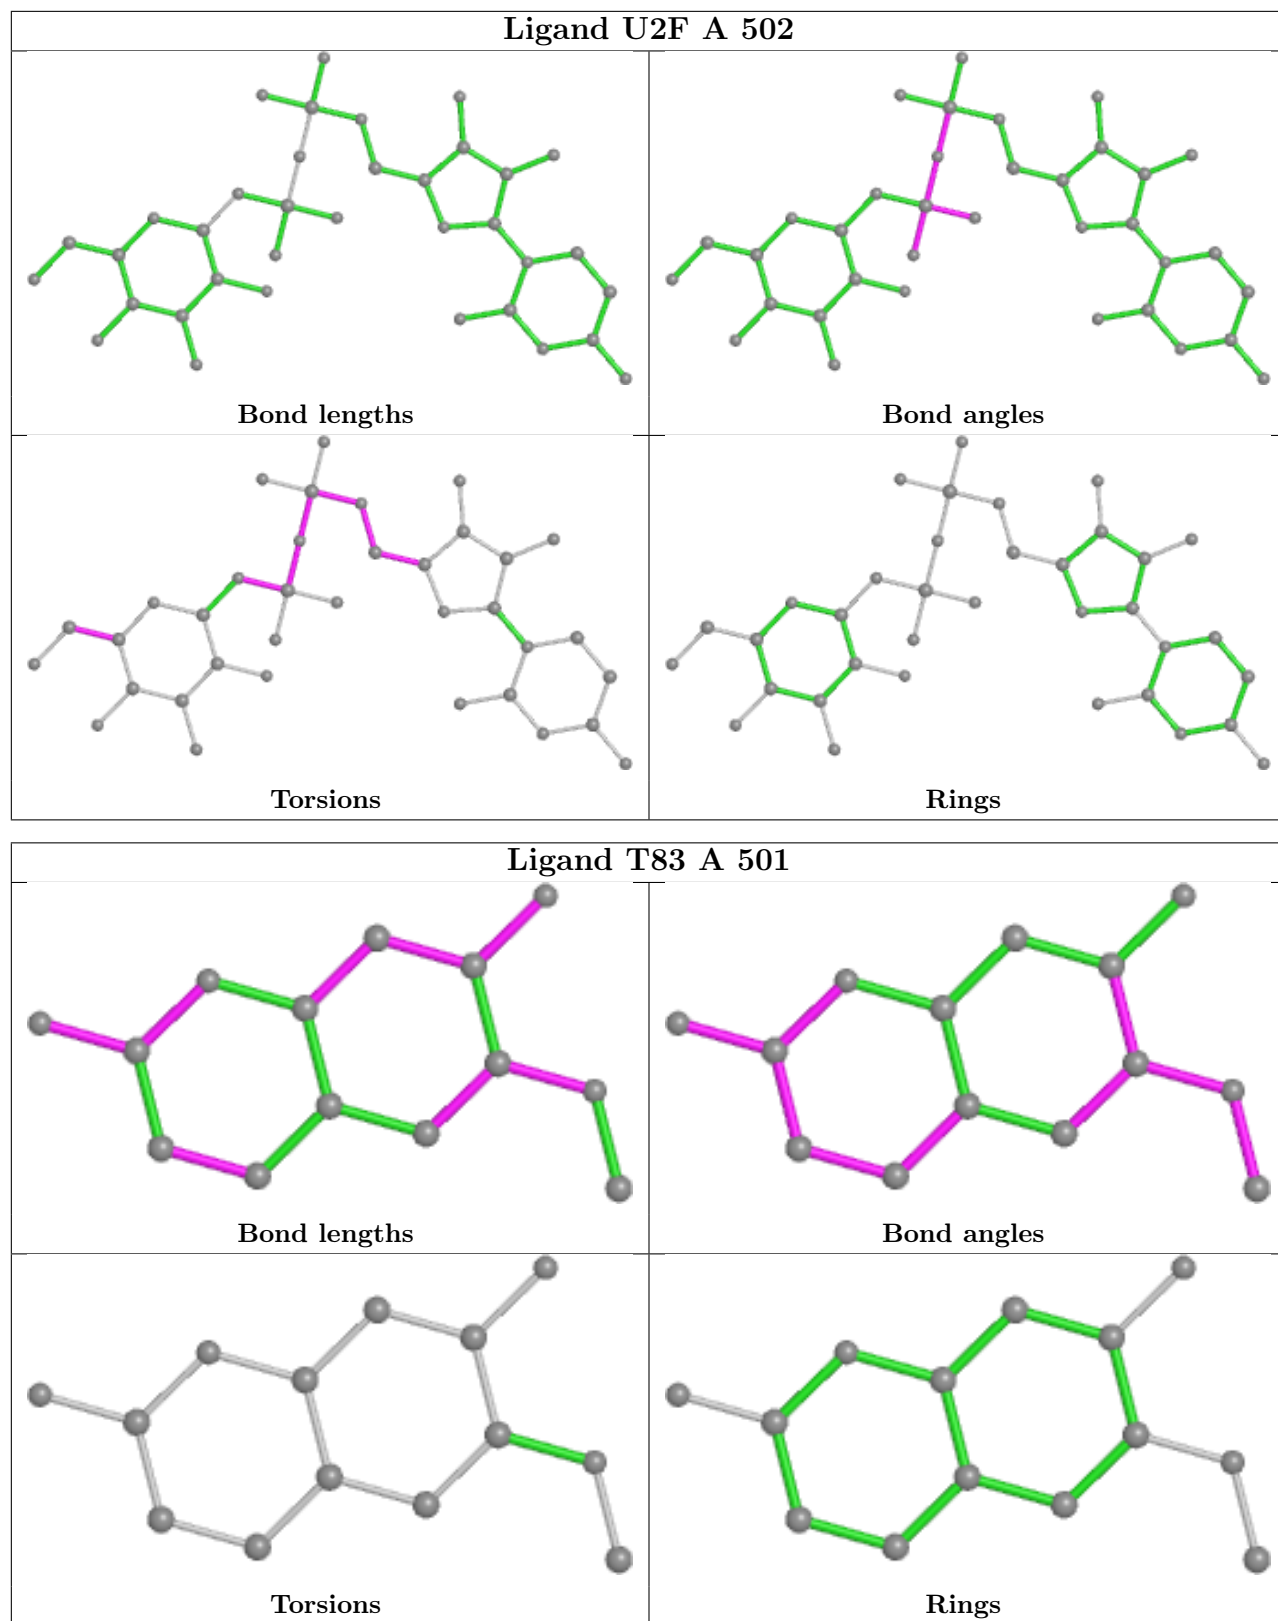 Ligand U2F A 502
Bond lengths
Bond angles
Torsions
Rings
Ligand T83 A 501
Bond lengths
Bond angles
Torsions
Rings